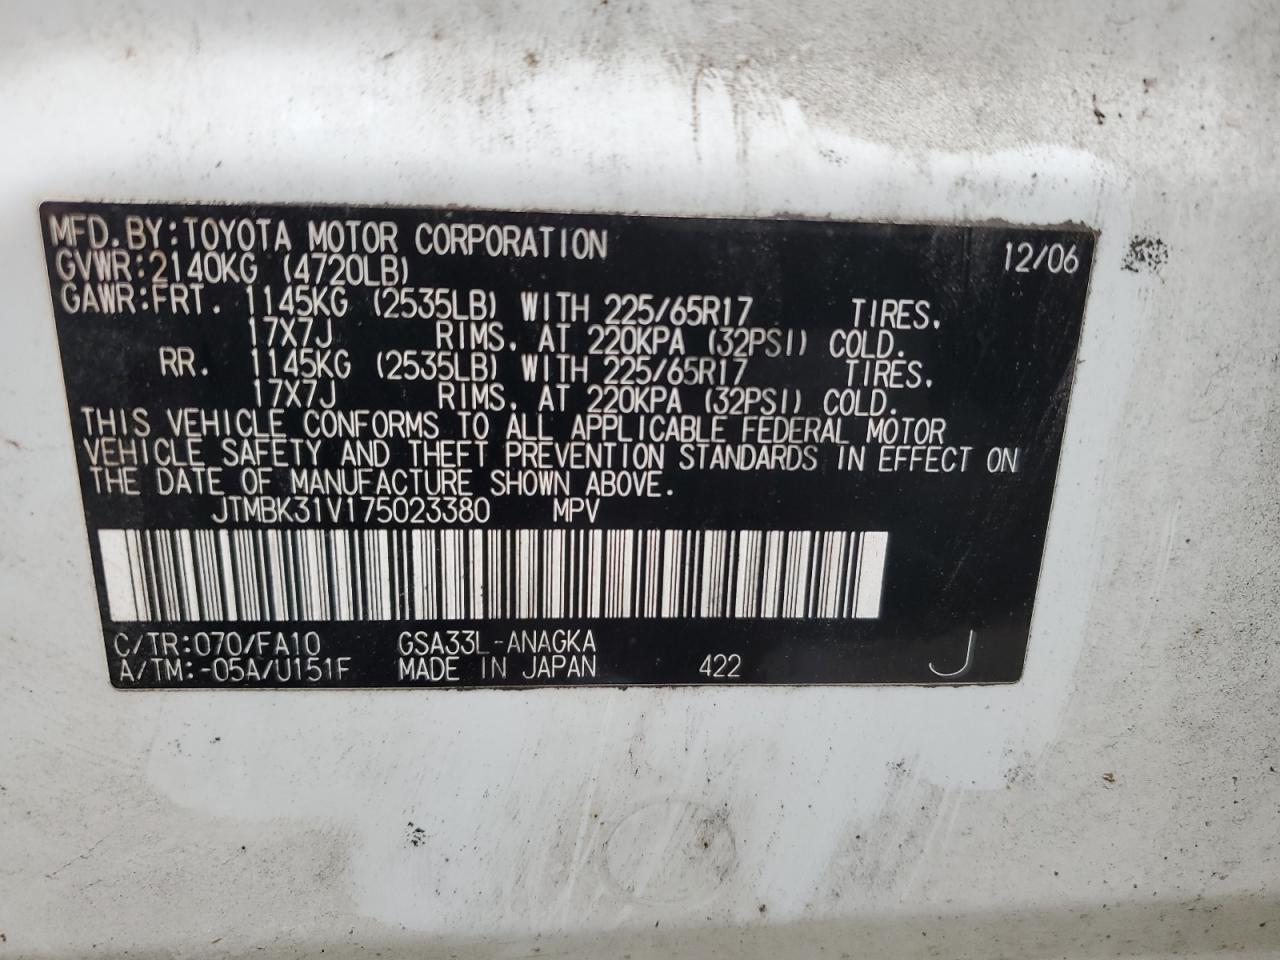 MFD.BY:TOYOTA MOTOR CORPORATION 12/06
GVWR:2140KG (4720LB)
GAWR:FRT. 1145KG (2535LB) WITH 225/65R17 TIRES,
17X7J RIMS, AT 220KPA (32PSI) COLD.
RR. 1145KG (2535LB) WITH 225/65R17 TIRES,
17X7J RIMS, AT 220KPA (32PSI) COLD.
THIS VEHICLE CONFORMS TO ALL APPLICABLE FEDERAL MOTOR
VEHICLE SAFETY AND THEFT PREVENTION STANDARDS IN EFFECT ON
THE DATE OF MANUFACTURE SHOWN ABOVE.
JTMBK31V175023380 MPV
C/TR:070/FA10 GSA33L-ANAGKA
A/TM:-05A/U151F MADE IN JAPAN 422 J